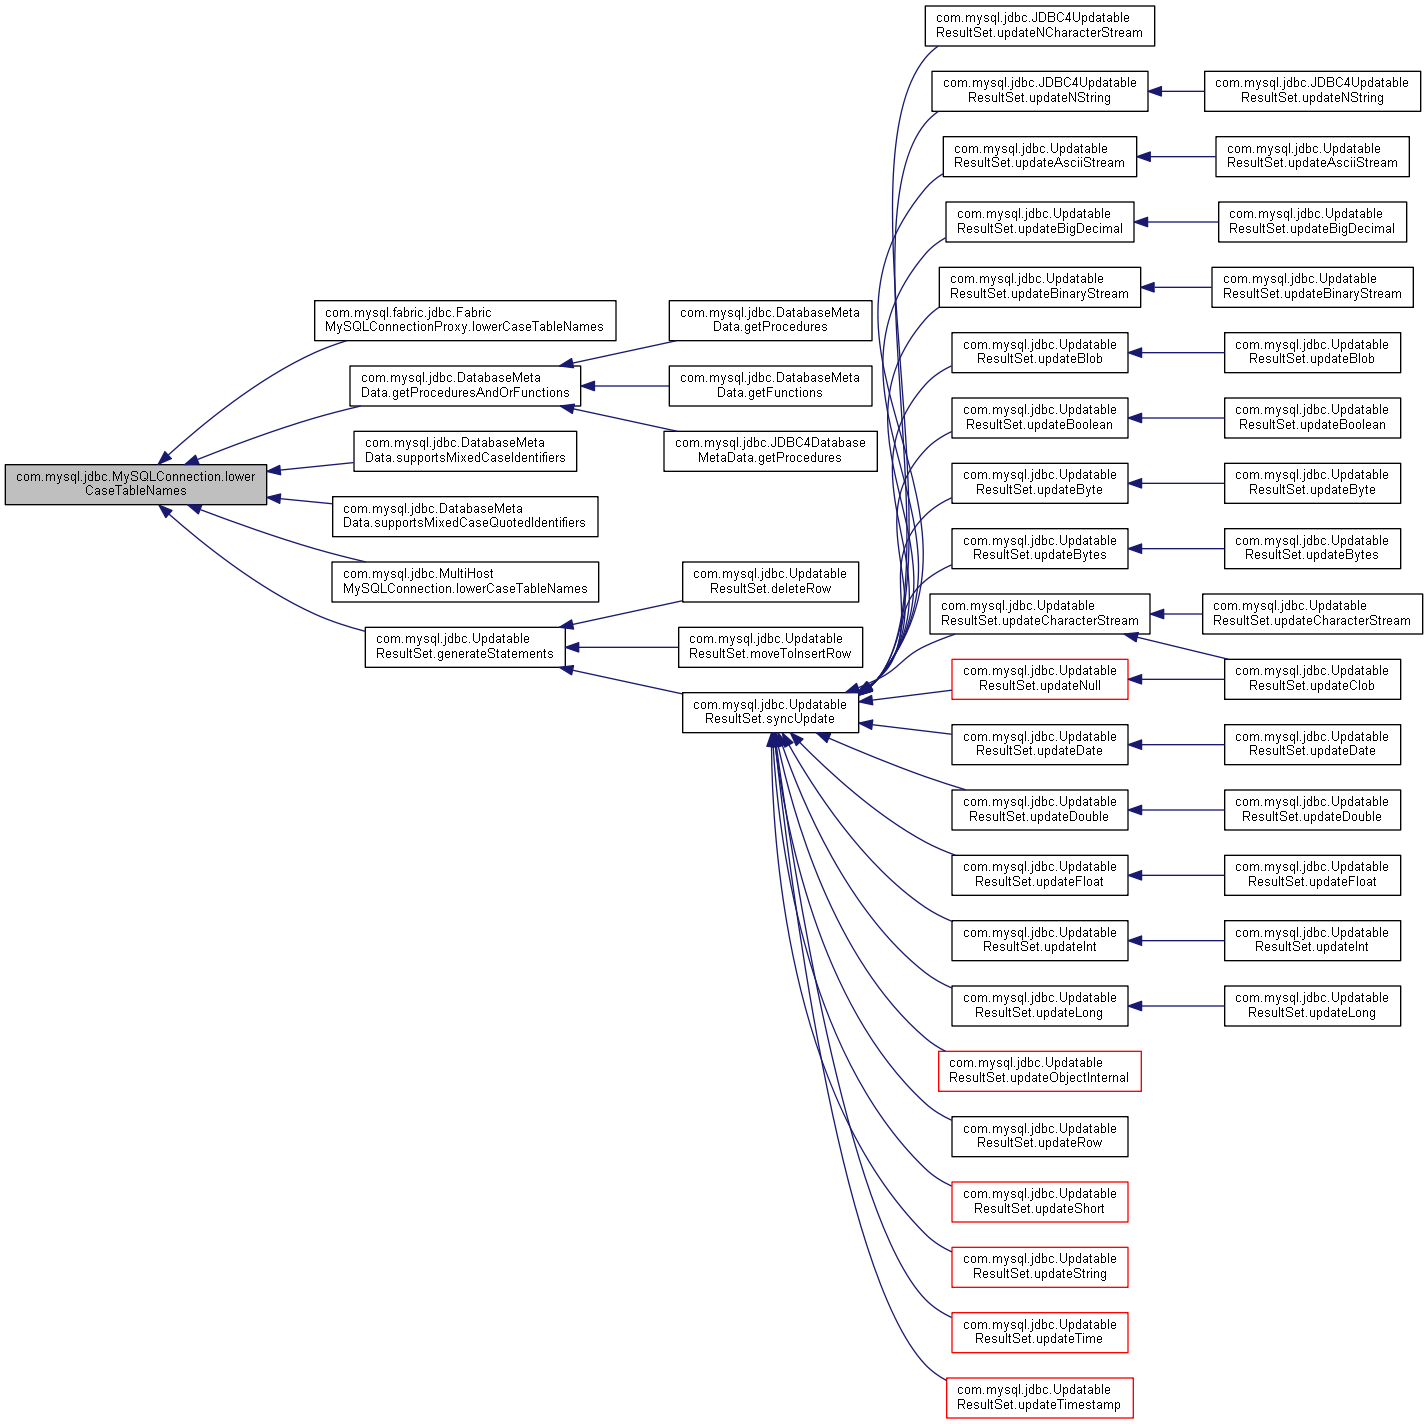 com.mysql.jdbc.MySQLConnection.lower
CaseTableNames
com.mysql.fabric.jdbc.Fabric
MySQLConnectionProxy.lowerCaseTableNames
com.mysql.jdbc.DatabaseMeta
Data.getProceduresAndOrFunctions
com.mysql.jdbc.DatabaseMeta
Data.supportsMixedCaseIdentifiers
com.mysql.jdbc.DatabaseMeta
Data.supportsMixedCaseQuotedIdentifiers
com.mysql.jdbc.MultiHost
MySQLConnection.lowerCaseTableNames
com.mysql.jdbc.Updatable
ResultSet.generateStatements
com.mysql.jdbc.DatabaseMeta
Data.getProcedures
com.mysql.jdbc.DatabaseMeta
Data.getFunctions
com.mysql.jdbc.JDBC4Database
MetaData.getProcedures
com.mysql.jdbc.Updatable
ResultSet.deleteRow
com.mysql.jdbc.Updatable
ResultSet.moveToInsertRow
com.mysql.jdbc.Updatable
ResultSet.syncUpdate
com.mysql.jdbc.JDBC4Updatable
ResultSet.updateNCharacterStream
com.mysql.jdbc.JDBC4Updatable
ResultSet.updateNString
com.mysql.jdbc.Updatable
ResultSet.updateAsciiStream
com.mysql.jdbc.Updatable
ResultSet.updateBigDecimal
com.mysql.jdbc.Updatable
ResultSet.updateBinaryStream
com.mysql.jdbc.Updatable
ResultSet.updateBlob
com.mysql.jdbc.Updatable
ResultSet.updateBoolean
com.mysql.jdbc.Updatable
ResultSet.updateByte
com.mysql.jdbc.Updatable
ResultSet.updateBytes
com.mysql.jdbc.Updatable
ResultSet.updateCharacterStream
com.mysql.jdbc.Updatable
ResultSet.updateNull
com.mysql.jdbc.Updatable
ResultSet.updateDate
com.mysql.jdbc.Updatable
ResultSet.updateDouble
com.mysql.jdbc.Updatable
ResultSet.updateFloat
com.mysql.jdbc.Updatable
ResultSet.updateInt
com.mysql.jdbc.Updatable
ResultSet.updateLong
com.mysql.jdbc.Updatable
ResultSet.updateObjectInternal
com.mysql.jdbc.Updatable
ResultSet.updateRow
com.mysql.jdbc.Updatable
ResultSet.updateShort
com.mysql.jdbc.Updatable
ResultSet.updateString
com.mysql.jdbc.Updatable
ResultSet.updateTime
com.mysql.jdbc.Updatable
ResultSet.updateTimestamp
com.mysql.jdbc.JDBC4Updatable
ResultSet.updateNString
com.mysql.jdbc.Updatable
ResultSet.updateAsciiStream
com.mysql.jdbc.Updatable
ResultSet.updateBigDecimal
com.mysql.jdbc.Updatable
ResultSet.updateBinaryStream
com.mysql.jdbc.Updatable
ResultSet.updateBlob
com.mysql.jdbc.Updatable
ResultSet.updateBoolean
com.mysql.jdbc.Updatable
ResultSet.updateByte
com.mysql.jdbc.Updatable
ResultSet.updateBytes
com.mysql.jdbc.Updatable
ResultSet.updateCharacterStream
com.mysql.jdbc.Updatable
ResultSet.updateClob
com.mysql.jdbc.Updatable
ResultSet.updateDate
com.mysql.jdbc.Updatable
ResultSet.updateDouble
com.mysql.jdbc.Updatable
ResultSet.updateFloat
com.mysql.jdbc.Updatable
ResultSet.updateInt
com.mysql.jdbc.Updatable
ResultSet.updateLong